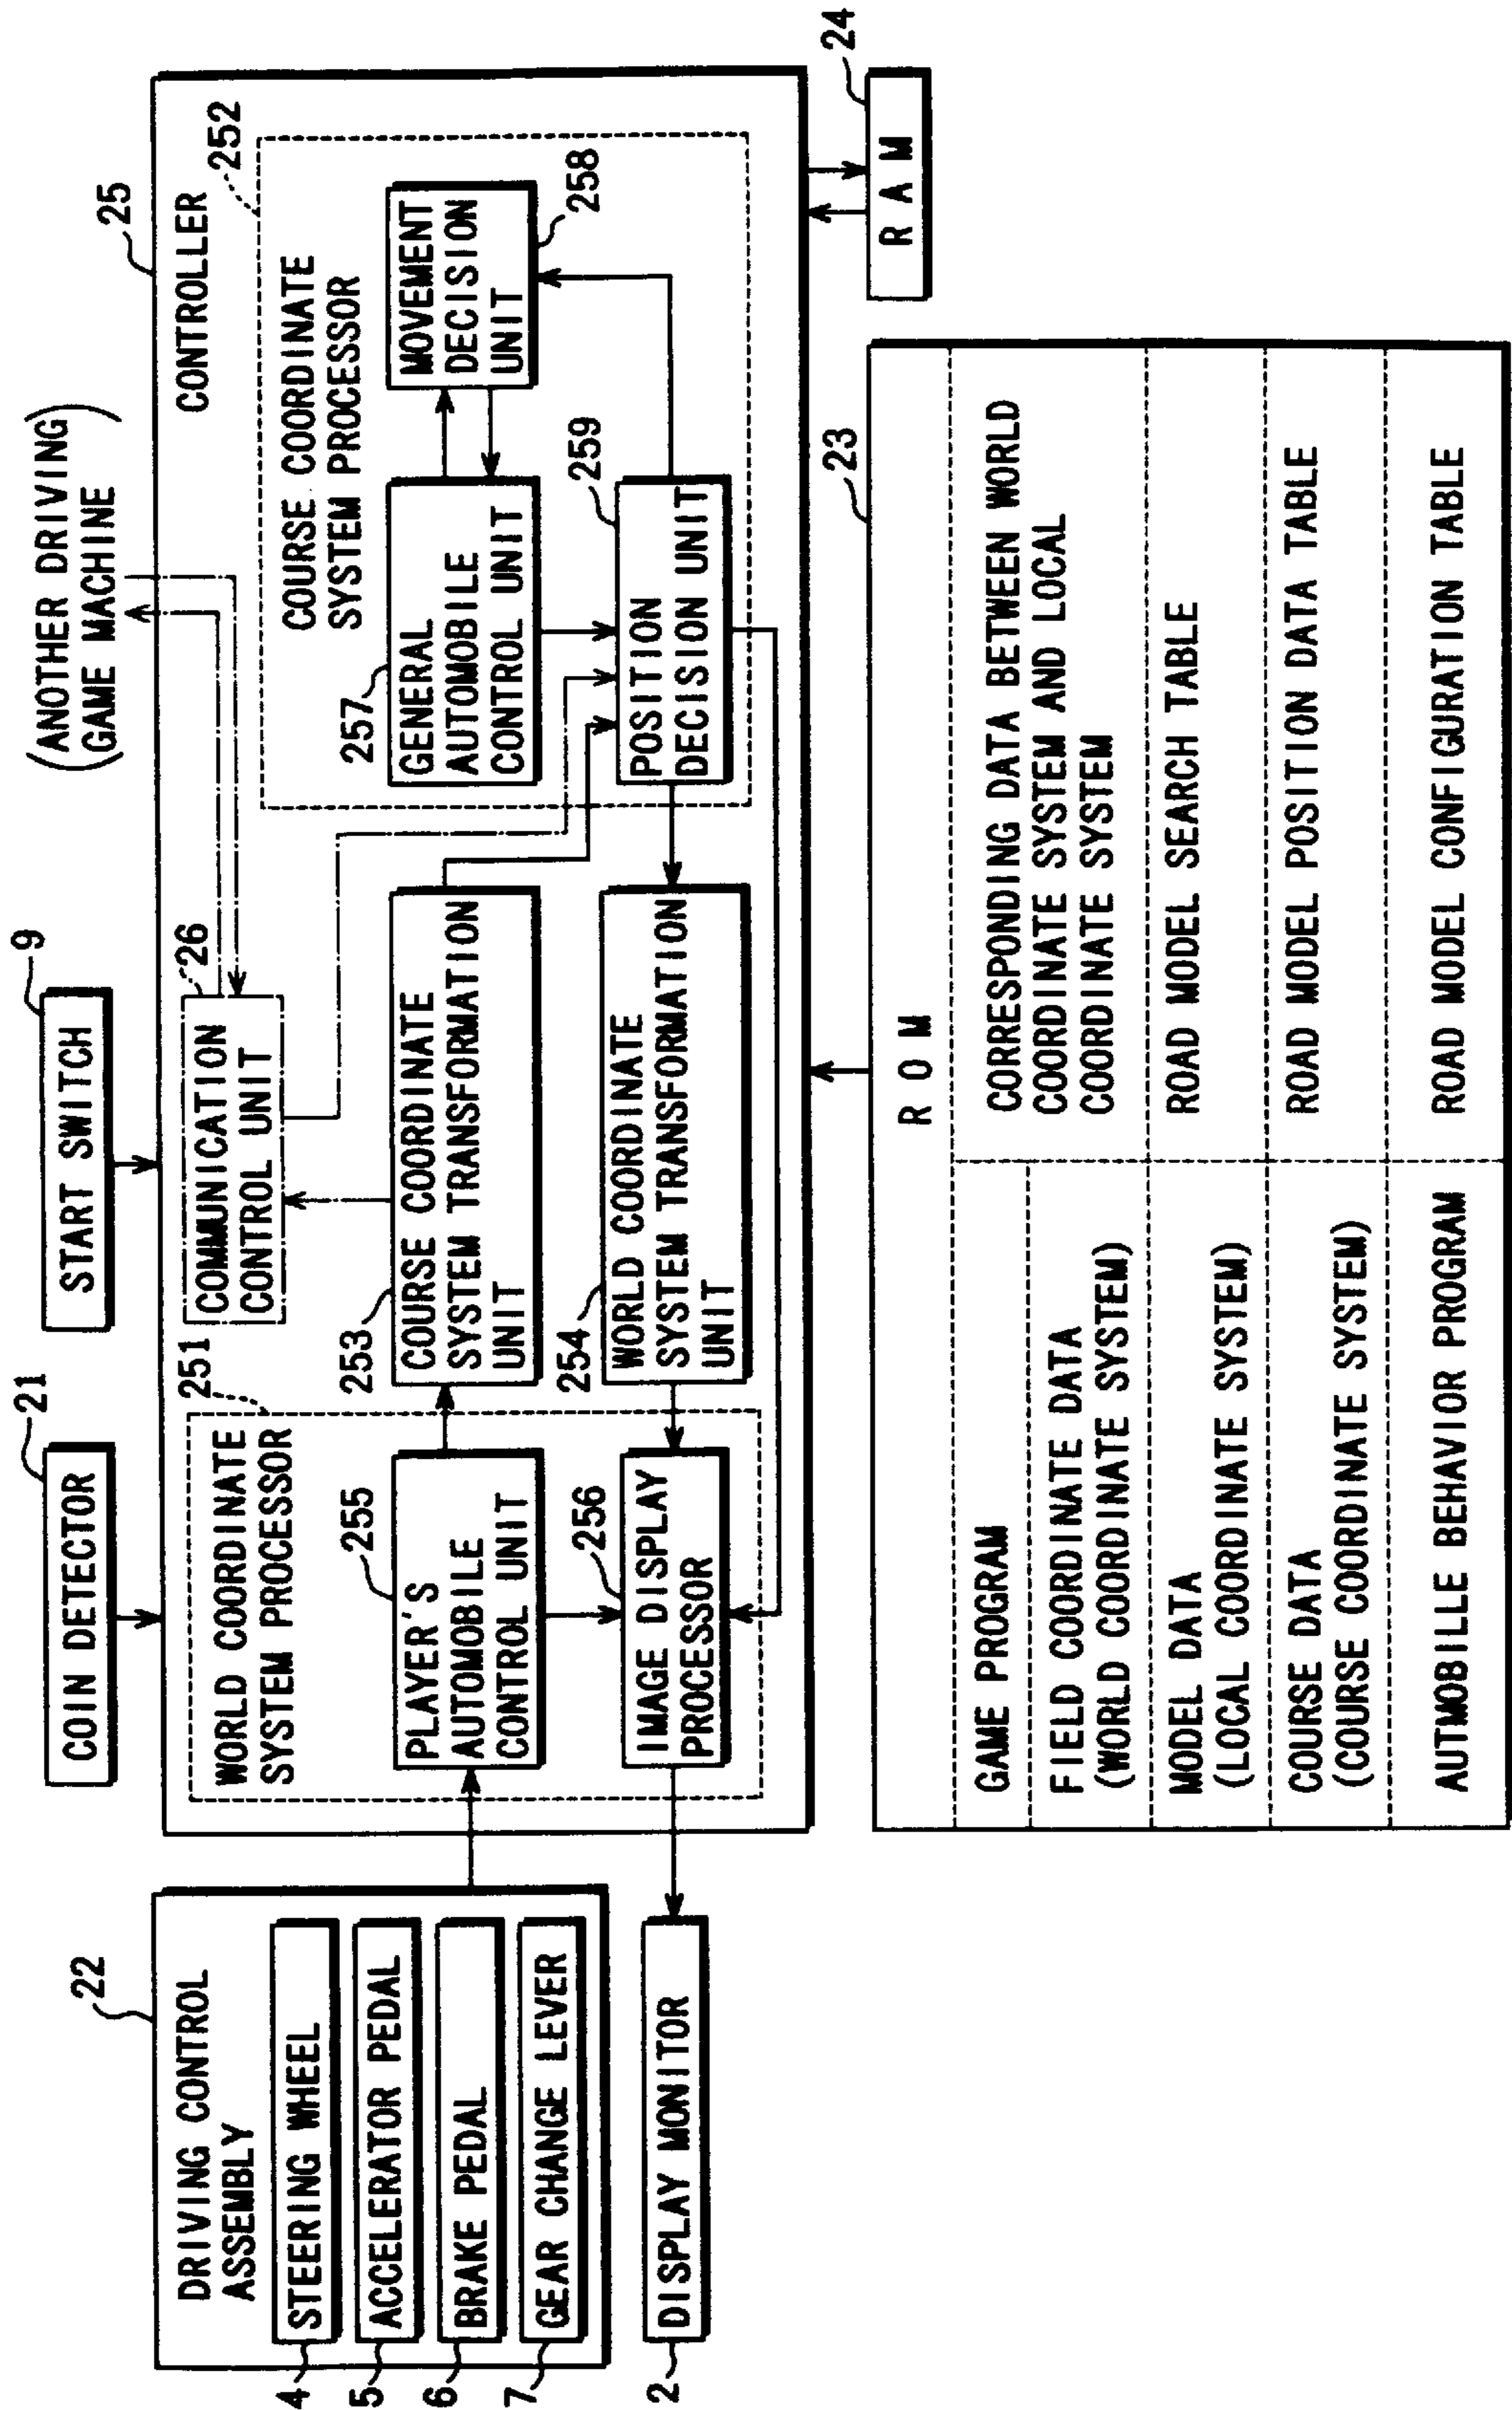 (ANOTHER DRIVING
GAME MACHINE)
COIN DETECTOR
21
START SWITCH
9
22
DRIVING CONTROL
ASSEMBLY
4
STEERING WHEEL
5
ACCELERATOR PEDAL
6
BRAKE PEDAL
7
GEAR CHANGE LEVER
2
DISPLAY MONITOR
25
CONTROLLER
251
WORLD COORDINATE
SYSTEM PROCESSOR
255
PLAYER'S
AUTOMOBILE
CONTROL UNIT
256
IMAGE DISPLAY
PROCESSOR
26
COMMUNICATION
CONTROL UNIT
253
COURSE COORDINATE
SYSTEM TRANSFORMATION
UNIT
254
WORLD COORDINATE
SYSTEM TRANSFORMATION
UNIT
252
COURSE COORDINATE
SYSTEM PROCESSOR
257
GENERAL
AUTOMOBILE
CONTROL UNIT
MOVEMENT
DECISION
UNIT
258
259
POSITION
DECISION UNIT
24
RAM
23
ROM
GAME PROGRAM
FIELD COORDINATE DATA
(WORLD COORDINATE SYSTEM)
MODEL DATA
(LOCAL COORDINATE SYSTEM)
COURSE DATA
(COURSE COORDINATE SYSTEM)
AUTMOBILLE BEHAVIOR PROGRAM
CORRESPONDING DATA BETWEEN WORLD
COORDINATE SYSTEM AND LOCAL
COORDINATE SYSTEM
ROAD MODEL SEARCH TABLE
ROAD MODEL POSITION DATA TABLE
ROAD MODEL CONFIGURATION TABLE